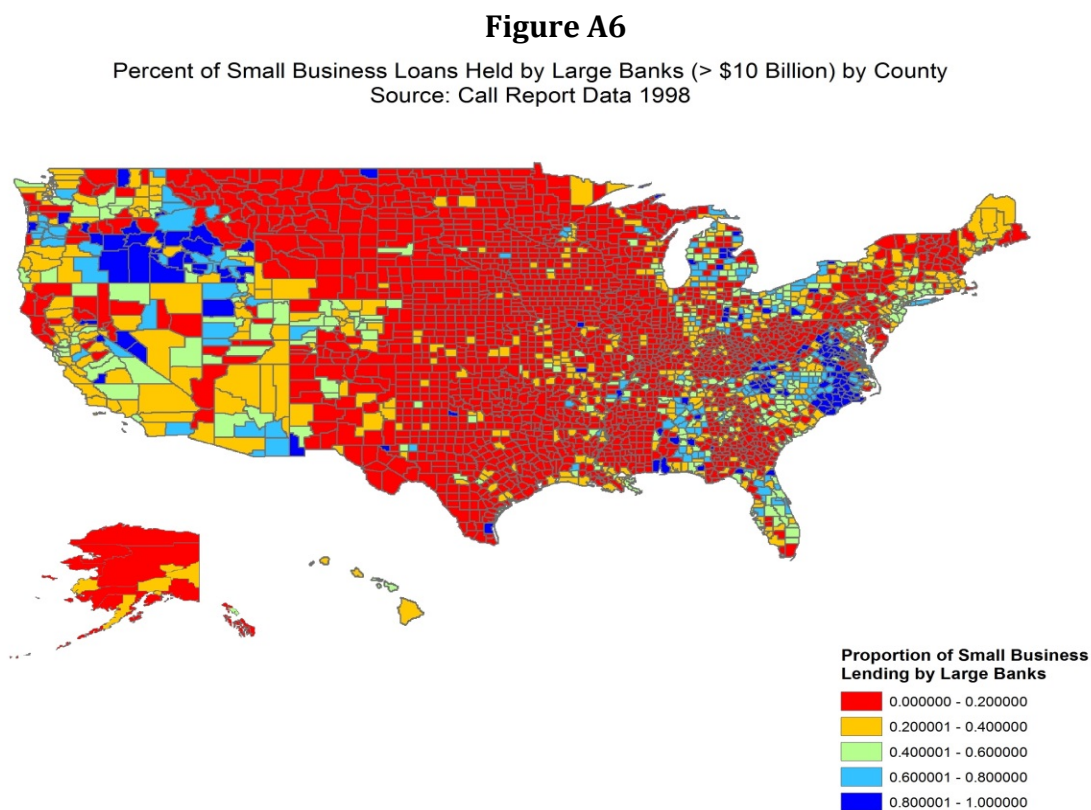 Figure A6
Percent of Small Business Loans Held by Large Banks (> $10 Billion) by County
Source: Call Report Data 1998
Proportion of Small Business
Lending by Large Banks
0.000000 - 0.200000
0.200001 - 0.400000
0.400001 - 0.600000
0.600001 - 0.800000
0.800001 - 1.000000